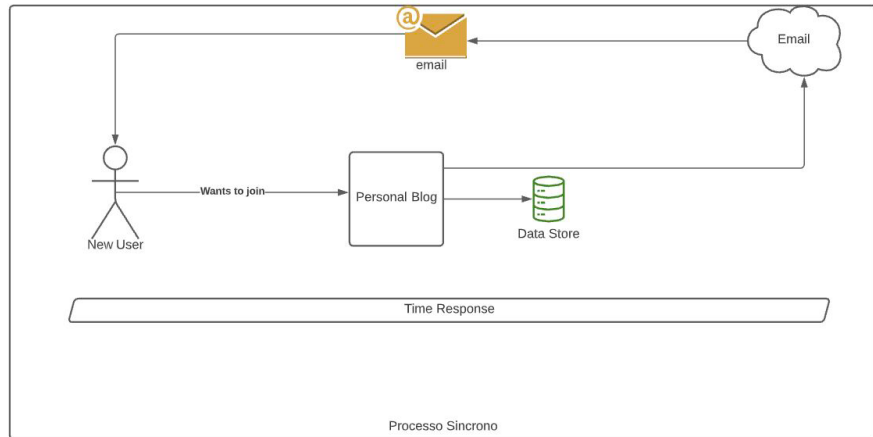 Email
email
Wants to join
Personal Blog
New User
Data Store
Time Response
Processo Sincrono